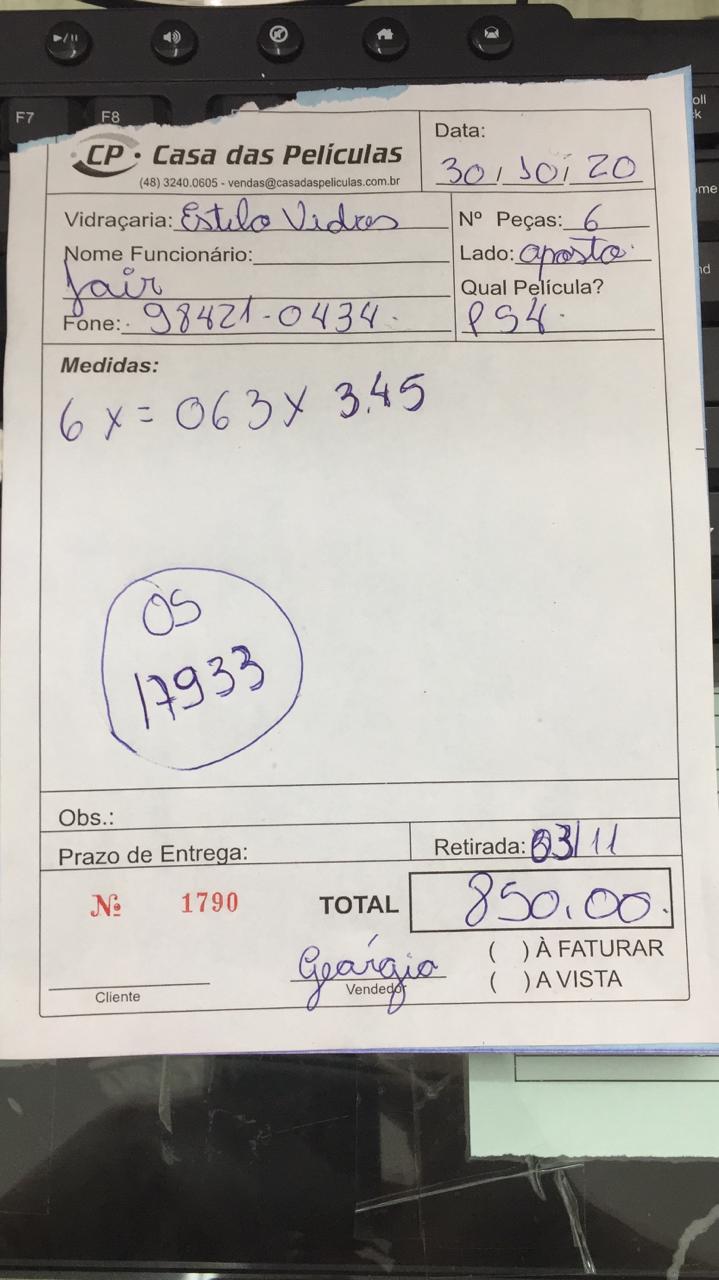 F7 F8
CP Casa das Películas
(48) 3240.0605 - vendas@casadaspeliculas.com.br
Data:
30/10/20
Vidraçaria: Estilo Vidros
Nome Funcionário:
Jair
Fone: 98421-0434
Nº Peças: 6
Lado: oposto
Qual Película?
PS4
Medidas:
6 x = 063 x 3.45
OS
17933
Obs.:
Prazo de Entrega:
Retirada: 03/11
Nº 1790
TOTAL 850,00
Geórgia
Cliente
Vendedor
( ) À FATURAR
( ) A VISTA